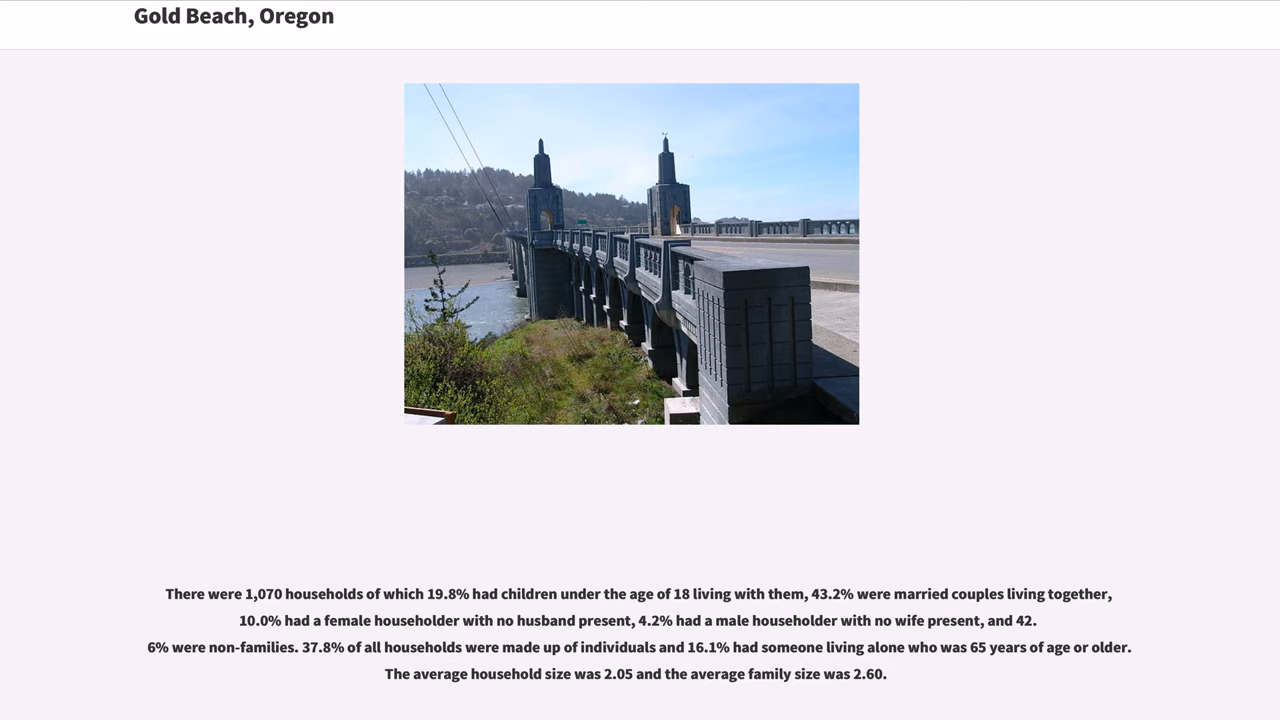 Gold Beach, Oregon
There were 1,070 households of which 19.8% had children under the age of 18 living with them, 43.2% were married couples living together,
10.0% had a female householder with no husband present, 4.2% had a male householder with no wife present, and 42.
6% were non-families. 37.8% of all households were made up of individuals and 16.1% had someone living alone who was 65 years of age or older.
The average household size was 2.05 and the average family size was 2.60.